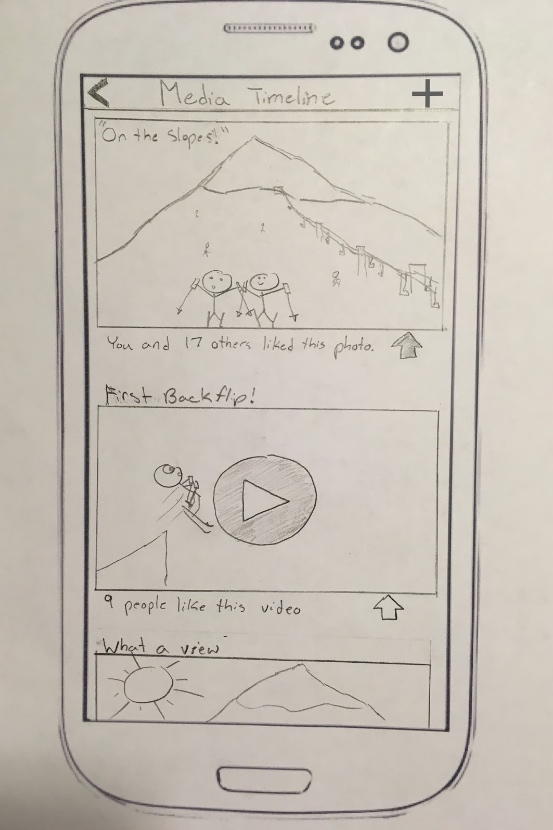 Media Timeline
"On the Slopes!"
You and 17 others liked this photo.
First Backflip!
9 people like this video
What a view